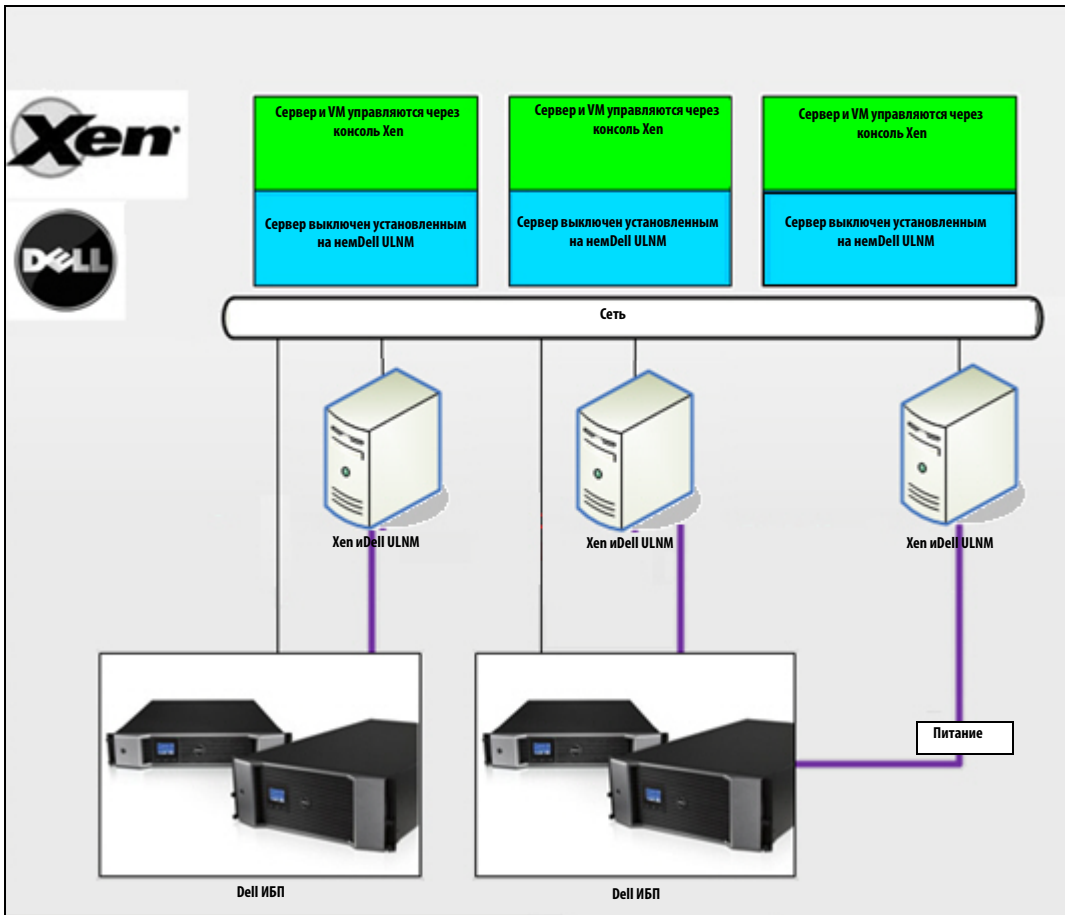 Xen
DELL
Сервер и VM управляются через
консоль Xen
Сервер и VM управляются через
консоль Xen
Сервер и VM управляются через
консоль Xen
Сервер выключен установленным
на немDell ULNM
Сервер выключен установленным
на немDell ULNM
Сервер выключен установленным
на немDell ULNM
Сеть
Xen иDell ULNM
Xen иDell ULNM
Xen иDell ULNM
Питание
Dell ИБП
Dell ИБП